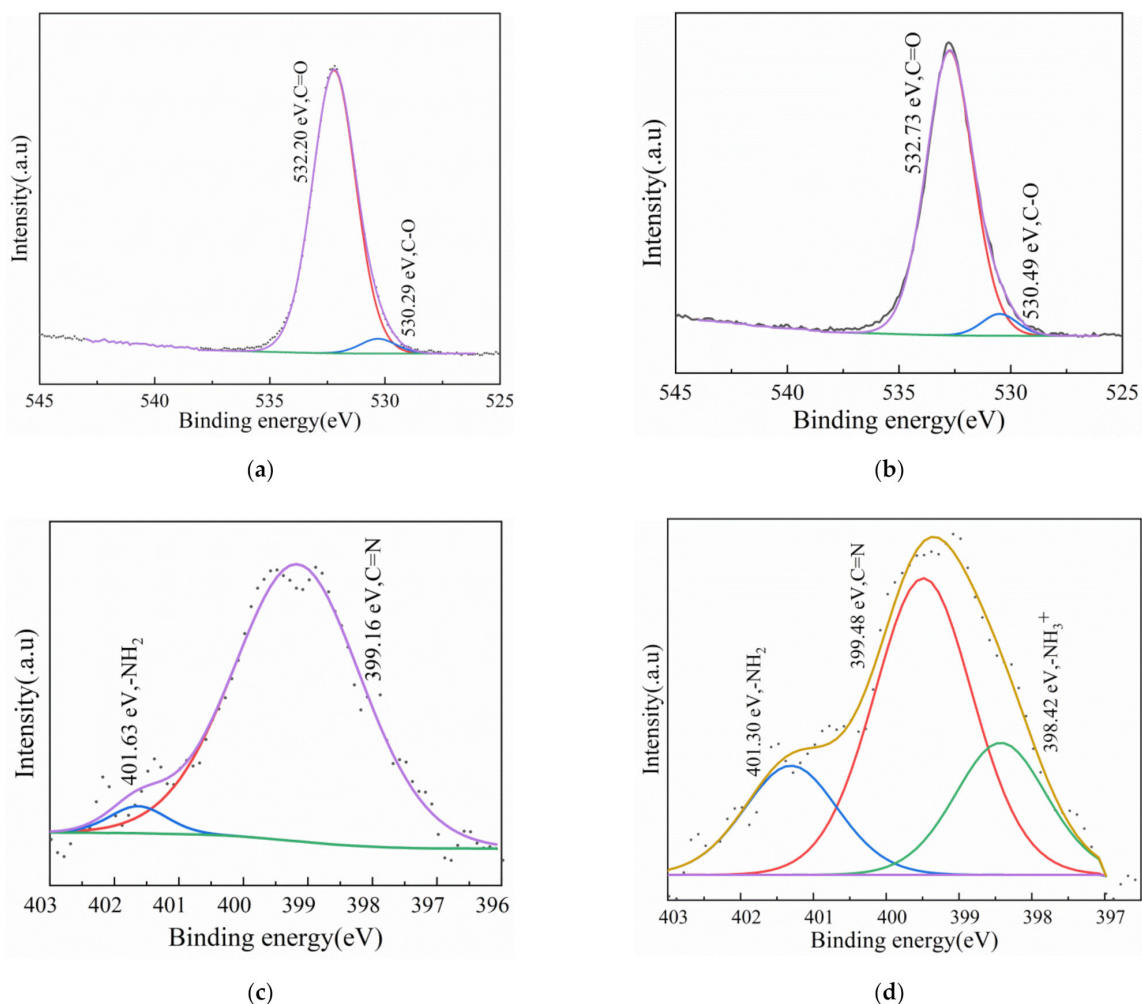 Intensity(.a.u)
532.20 eV,C=O
530.29 eV,C-O
545 540 535 530 525
Binding energy(eV)
(a)
Intensity(.a.u)
532.73 eV,C=O
530.49 eV,C-O
545 540 535 530 525
Binding energy(eV)
(b)
Intensity(.a.u)
401.63 eV,-NH₂
399.16 eV,C=N
403 402 401 400 399 398 397 396
Binding energy(eV)
(c)
Intensity(.a.u)
401.30 eV,-NH₂
399.48 eV,C=N
398.42 eV,-NH₃⁺
403 402 401 400 399 398 397
Binding energy(eV)
(d)